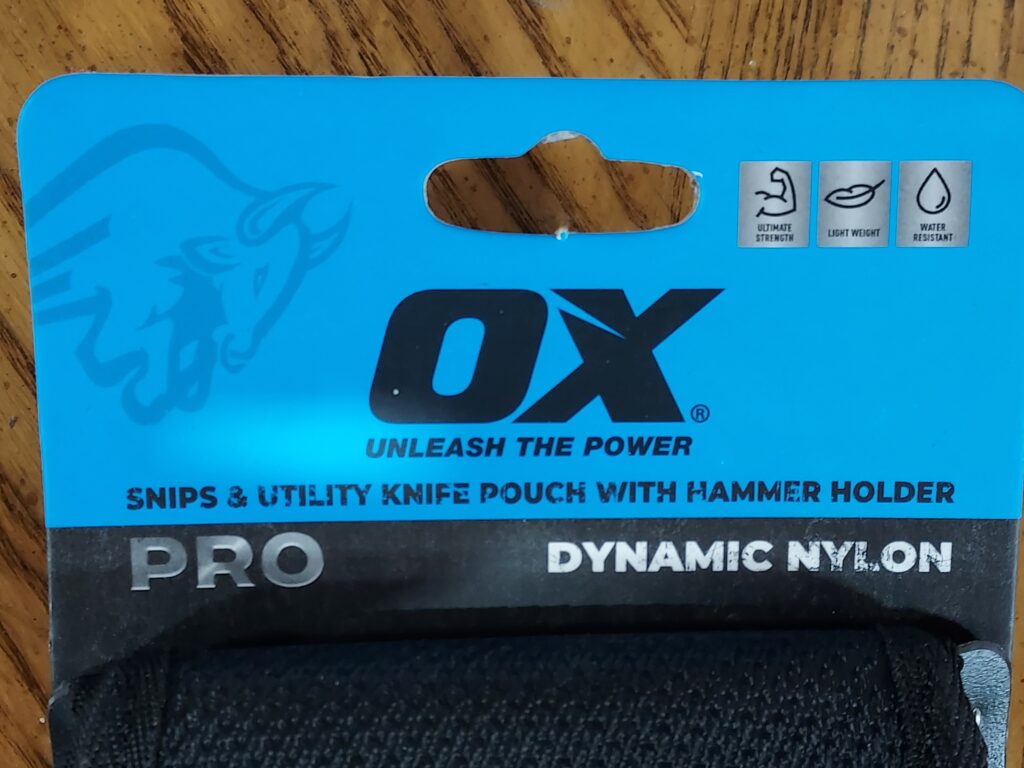 ULTIMATE
STRENGTH
LIGHT WEIGHT
WATER
RESISTANT
OX®
UNLEASH THE POWER
SNIPS & UTILITY KNIFE POUCH WITH HAMMER HOLDER
PRO
DYNAMIC NYLON